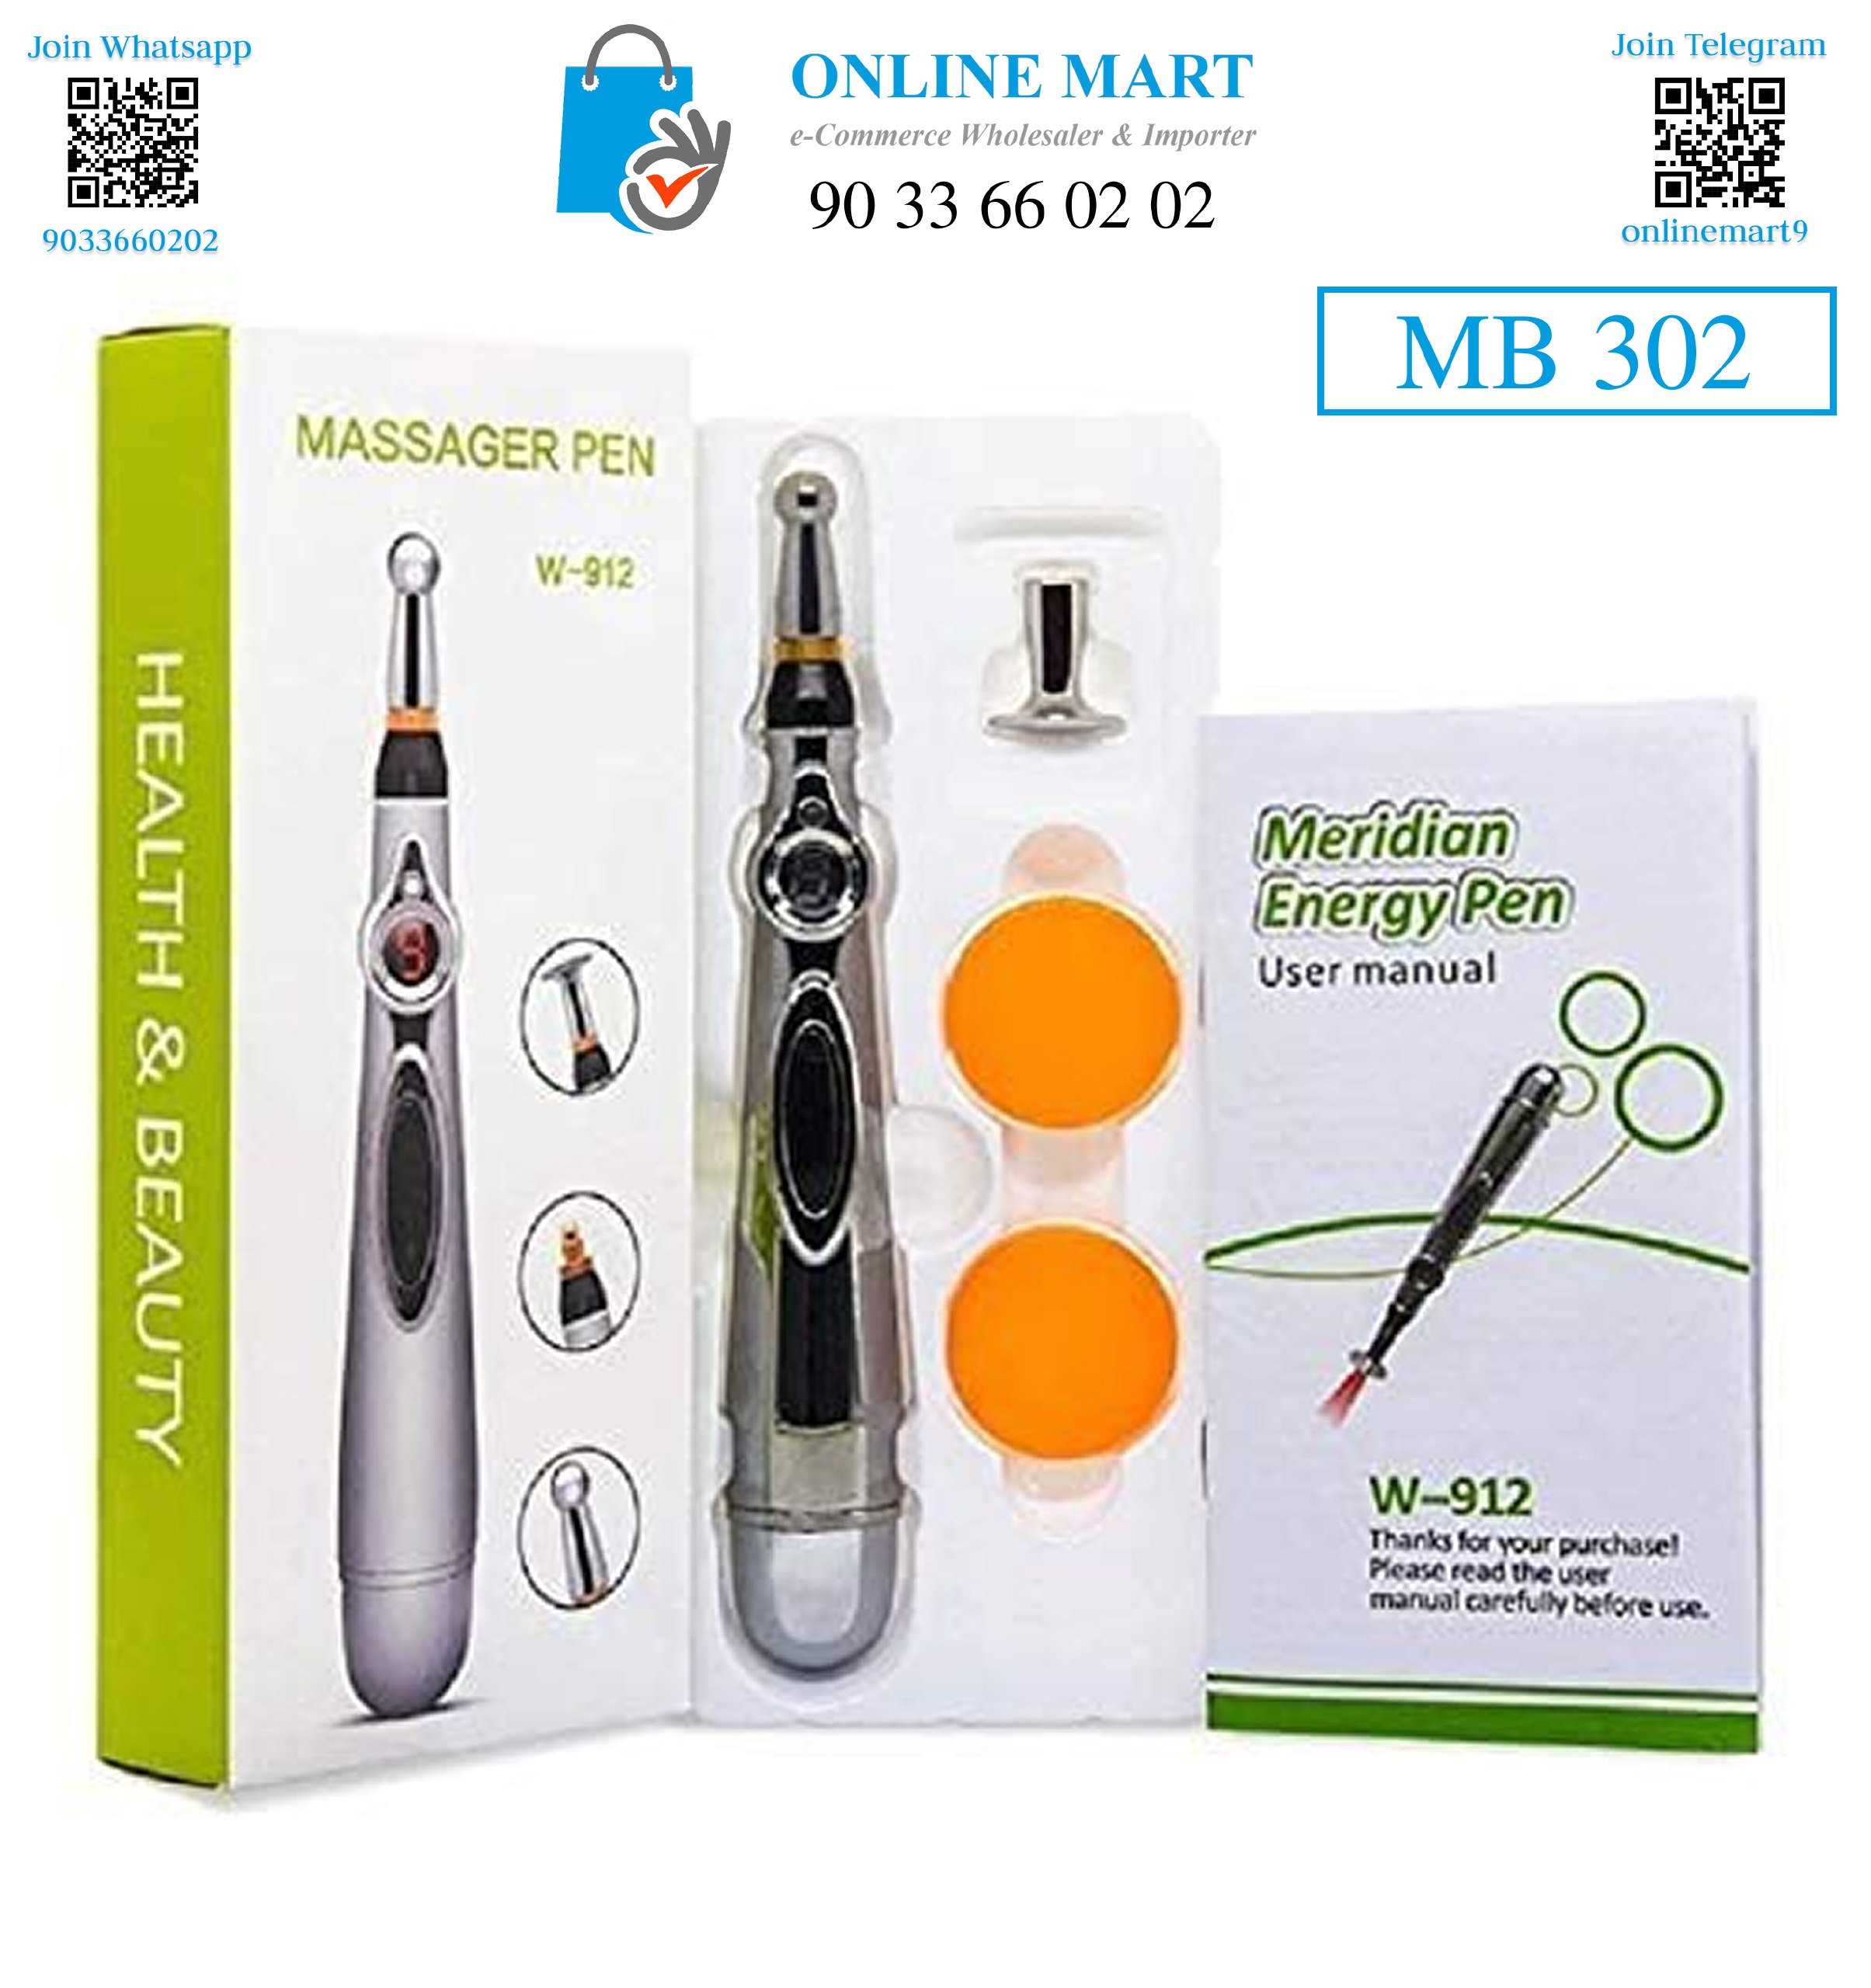 Join Whatsapp
9033660202
ONLINE MART
e-Commerce Wholesaler & Importer
90 33 66 02 02
Join Telegram
onlinemart9
MB 302
HEALTH & BEAUTY
MASSAGER PEN
W-912
9
Meridian
Energy Pen
User manual
W-912
Thanks for your purchase!
Please read the user
manual carefully before use.